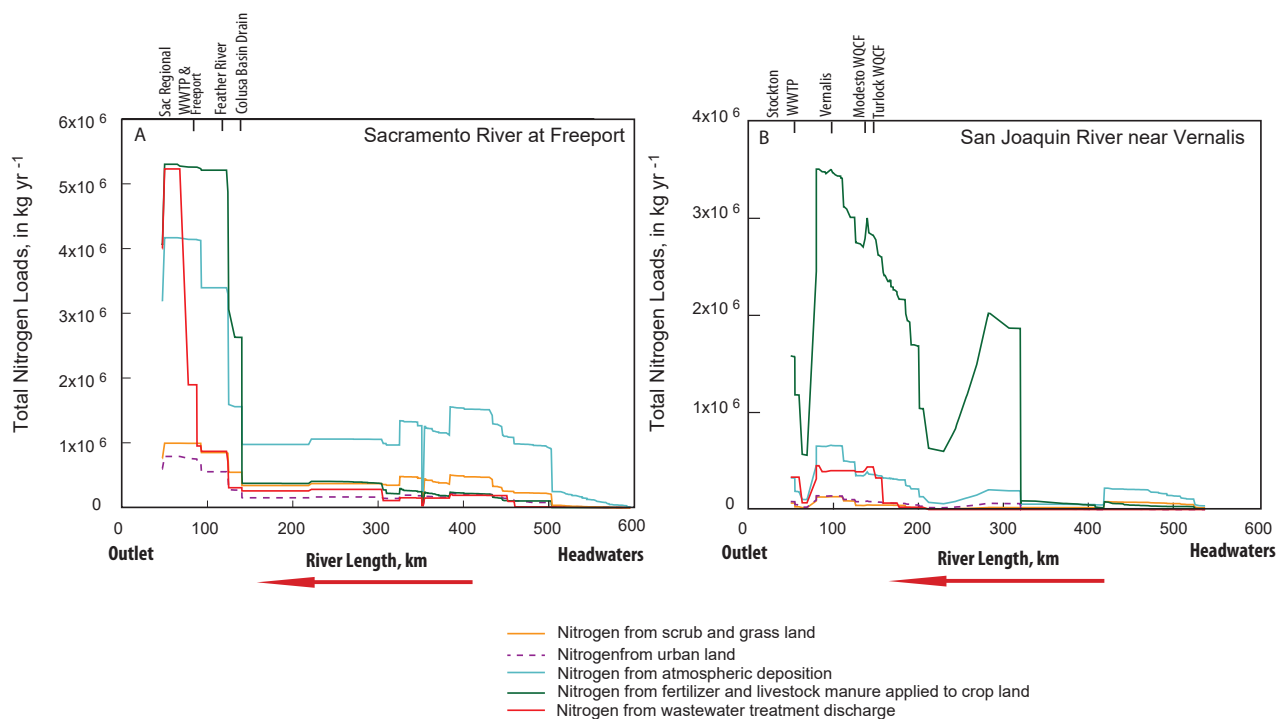 Sac Regional
WWTP &
Freeport
Feather River
Colusa Basin Drain
6x10 6
5x10 6
4x10 6
3x10 6
2x10 6
1x10 6
0
Total Nitrogen Loads, in kg yr -1
A
Sacramento River at Freeport
0
100
200
300
400
500
600
Outlet
River Length, km
Headwaters
Stockton
WWTP
Vernalis
Modesto WQCF
Turlock WQCF
4x10 6
3x10 6
2x10 6
1x10 6
0
Total Nitrogen Loads, in kg yr -1
B
San Joaquin River near Vernalis
0
100
200
300
400
500
600
Outlet
River Length, km
Headwaters
Nitrogen from scrub and grass land
Nitrogenfrom urban land
Nitrogen from atmospheric deposition
Nitrogen from fertilizer and livestock manure applied to crop land
Nitrogen from wastewater treatment discharge